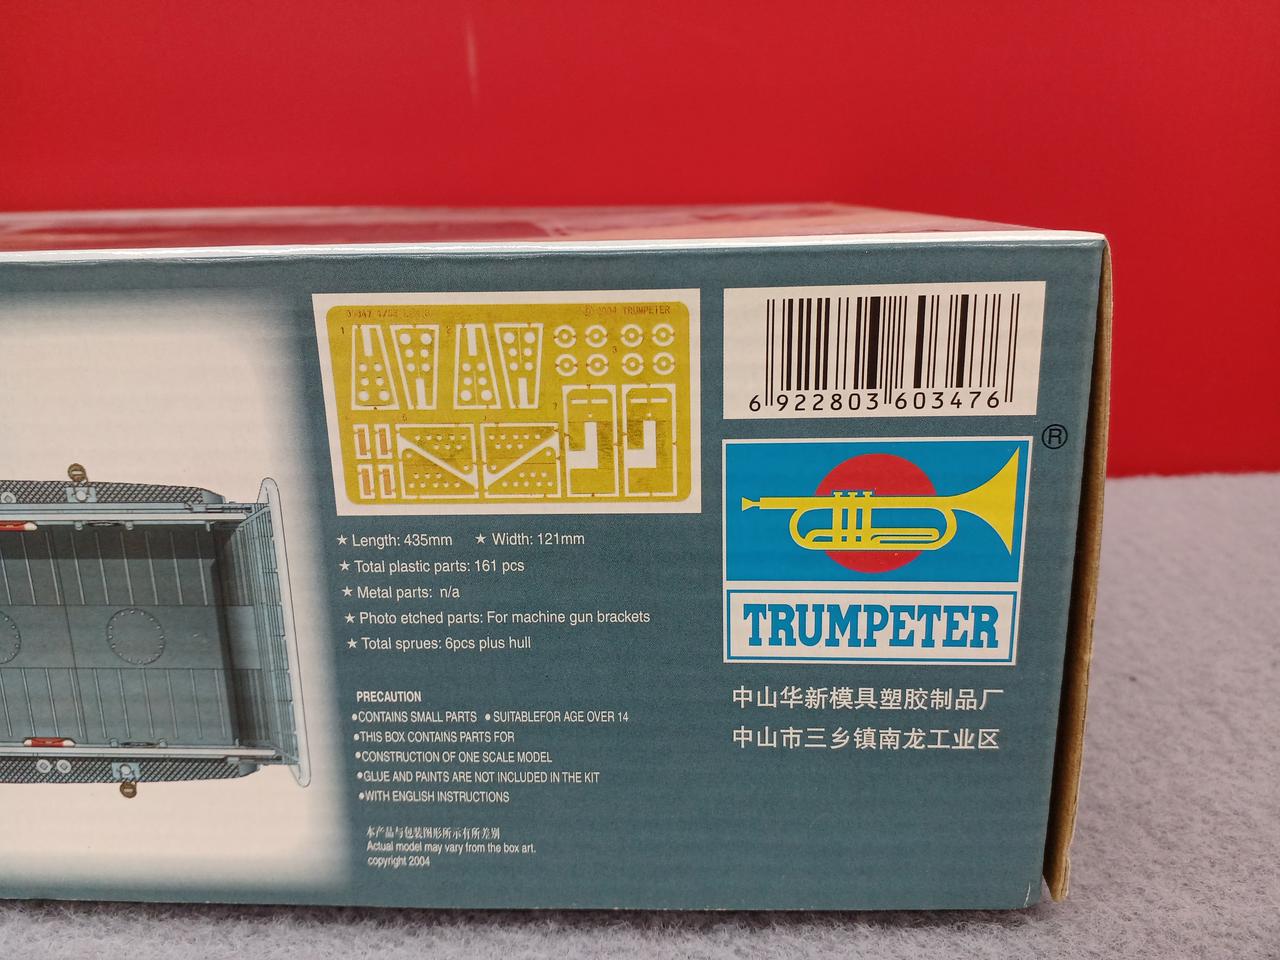 © 2004 TRUMPETER
1
2
3
7
6 922803 603476
®
★ Length: 435mm ★ Width: 121mm
★ Total plastic parts: 161 pcs
★ Metal parts: n/a
★ Photo etched parts: For machine gun brackets
★ Total sprues: 6pcs plus hull
TRUMPETER
中山华新模具塑胶制品厂
中山市三乡镇南龙工业区
PRECAUTION
●CONTAINS SMALL PARTS ●SUITABLEFOR AGE OVER 14
●THIS BOX CONTAINS PARTS FOR
●CONSTRUCTION OF ONE SCALE MODEL
●GLUE AND PAINTS ARE NOT INCLUDED IN THE KIT
●WITH ENGLISH INSTRUCTIONS
本产品与包装图形所示有所差别
Actual model may vary from the box art.
copyright 2004